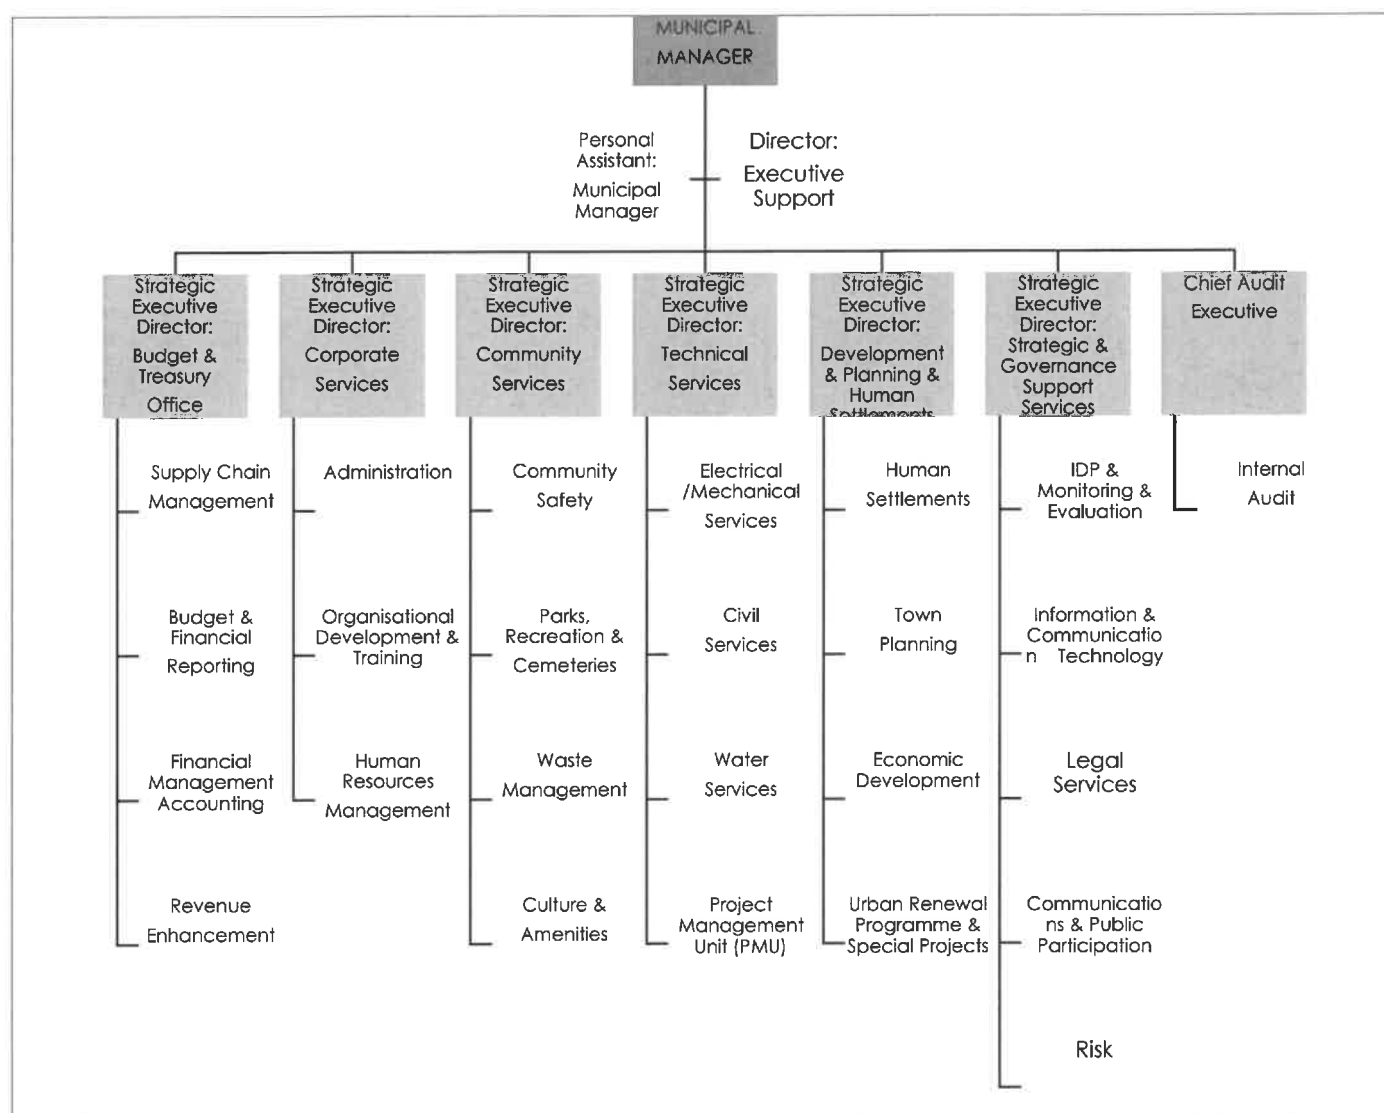 MUNICIPAL
MANAGER
Personal
Assistant:
Municipal
Manager
Director:
Executive
Support
Strategic
Executive
Director:
Budget &
Treasury
Office
Strategic
Executive
Director:
Corporate
Services
Strategic
Executive
Director:
Community
Services
Strategic
Executive
Director:
Technical
Services
Strategic
Executive
Director:
Development
& Planning &
Human
Settlements
Strategic
Executive
Director:
Strategic &
Governance
Support
Services
Chief Audit
Executive
Supply Chain
Management
Budget &
Financial
Reporting
Financial
Management
Accounting
Revenue
Enhancement
Administration
Organisational
Development &
Training
Human
Resources
Management
Community
Safety
Parks,
Recreation &
Cemeteries
Waste
Management
Culture &
Amenities
Electrical
/Mechanical
Services
Civil
Services
Water
Services
Project
Management
Unit (PMU)
Human
Settlements
Town
Planning
Economic
Development
Urban Renewal
Programme &
Special Projects
IDP &
Monitoring &
Evaluation
Information &
Communicatio
n Technology
Legal
Services
Communicatio
ns & Public
Participation
Risk
Internal
Audit